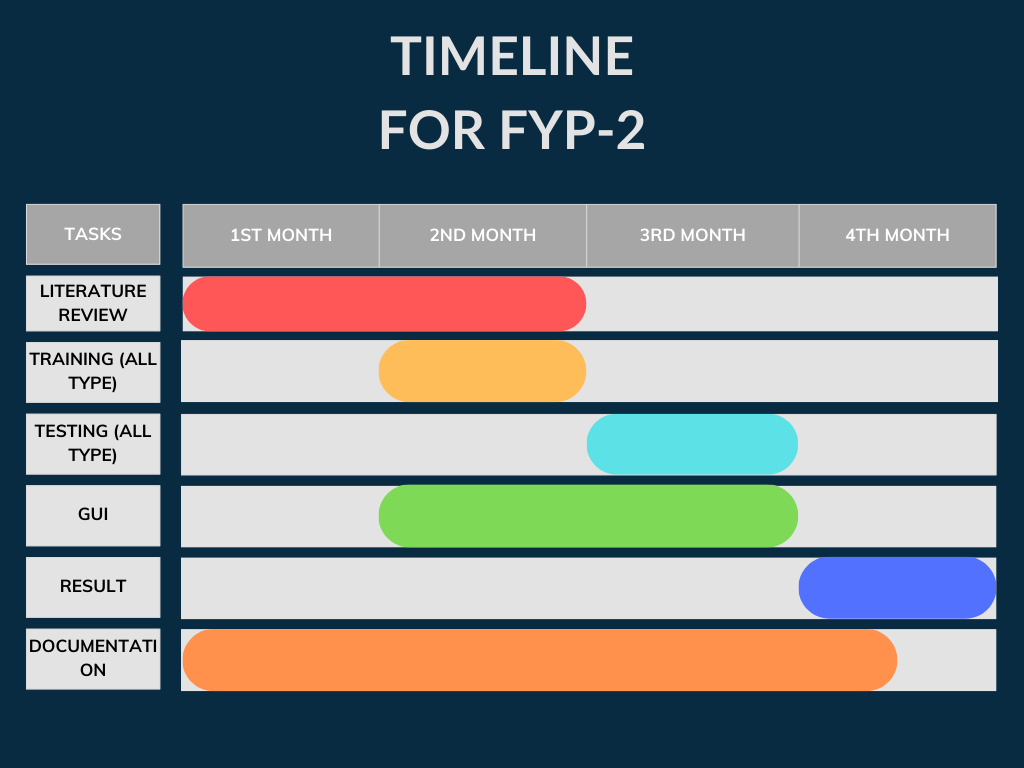 TIMELINE
FOR FYP-2
TASKS
1ST MONTH
2ND MONTH
3RD MONTH
4TH MONTH
LITERATURE
REVIEW
TRAINING (ALL
TYPE)
TESTING (ALL
TYPE)
GUI
RESULT
DOCUMENTATI
ON